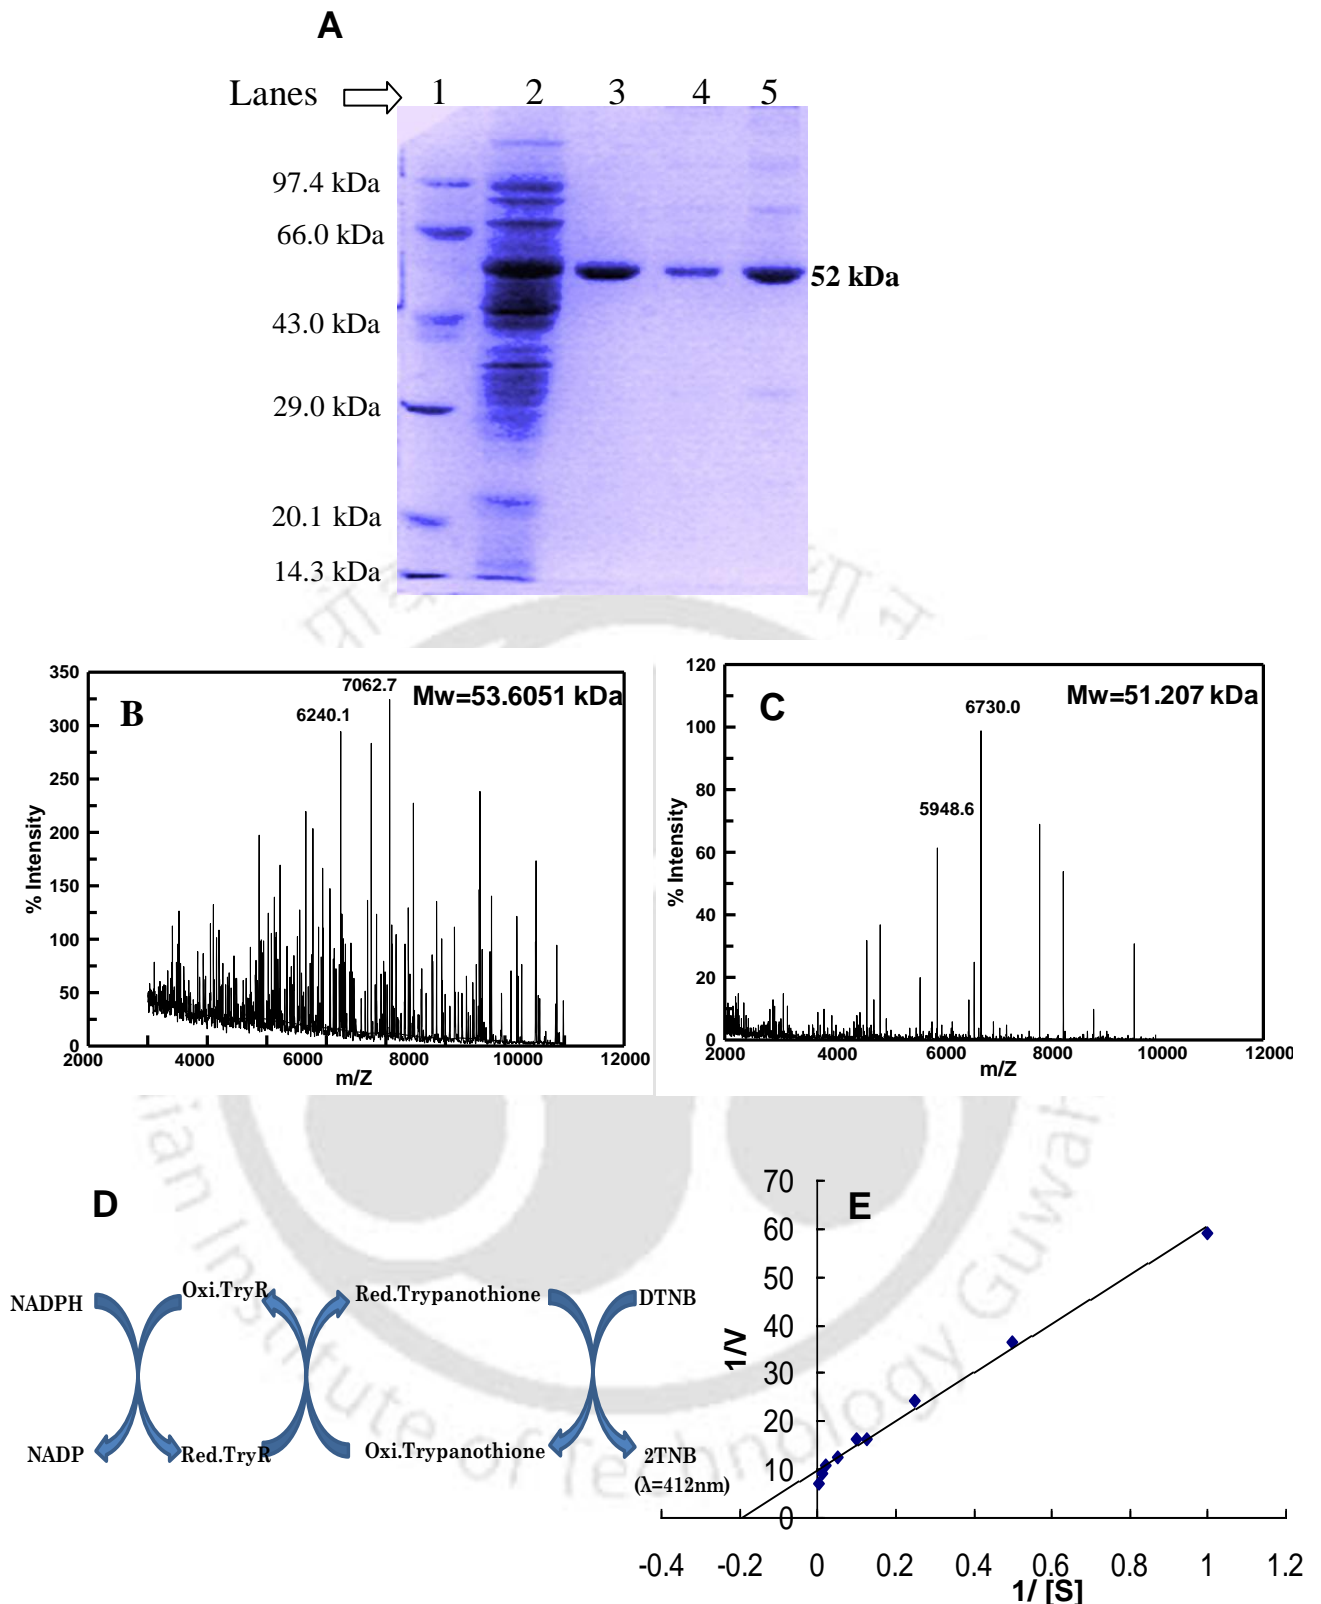 A
Lanes 1 2 3 4 5
97.4 kDa
66.0 kDa
52 kDa
43.0 kDa
29.0 kDa
20.1 kDa
14.3 kDa
B
Mw=53.6051 kDa
7062.7
6240.1
350
300
250
200
150
100
50
0
% Intensity
2000 4000 6000 8000 10000 12000
m/Z
C
Mw=51.207 kDa
6730.0
5948.6
120
100
80
60
40
20
0
% Intensity
2000 4000 6000 8000 10000 12000
m/Z
D
NADPH Oxi.TryR Red.Trypanothione DTNB
NADP Red.TryR Oxi.Trypanothione 2TNB
(λ=412nm)
E
70
60
50
40
30
20
10
0
1/V
-0.4 -0.2 0 0.2 0.4 0.6 0.8 1 1.2
1/ [S]
Indian Institute of Technology Guwahati